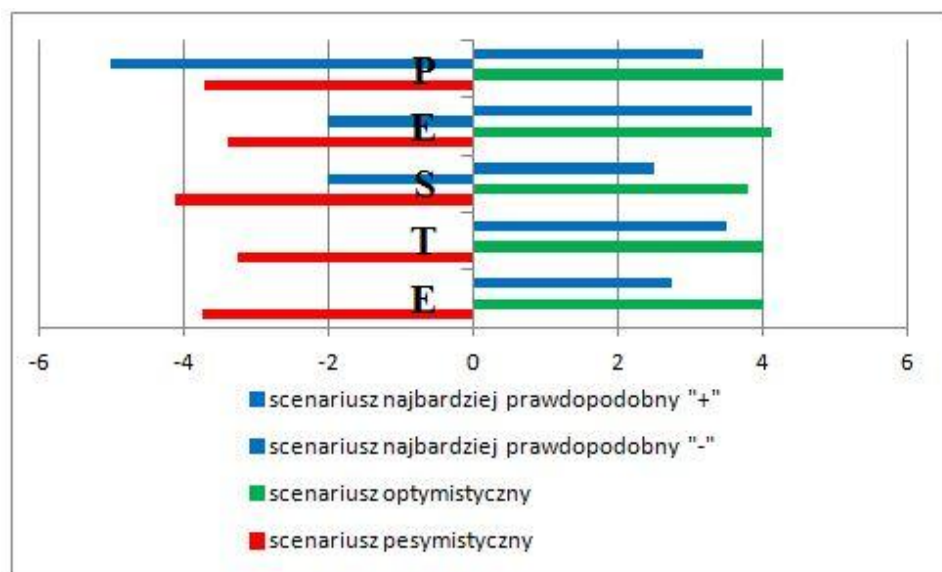 P
E
S
T
E
-6 -4 -2 0 2 4 6
scenariusz najbardziej prawdopodobny "+"
scenariusz najbardziej prawdopodobny "-"
scenariusz optymistyczny
scenariusz pesymistyczny